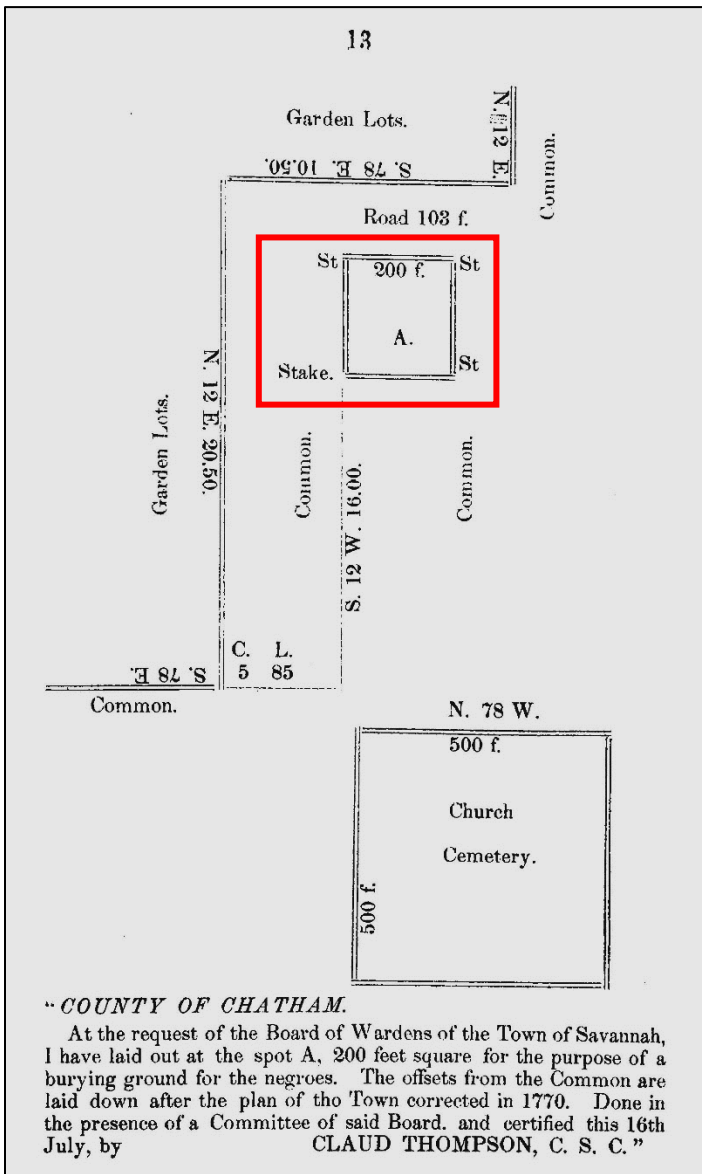 13
Garden Lots.
N. 12 E.
Common.
S. 78 E. 10.50.
Road 103 f.
St
200 f.
St
A.
Stake.
St
N. 12 E. 20.50.
Garden Lots.
Common.
S. 12 W. 16.00.
Common.
C. L.
5 85
S. 78 E.
Common.
N. 78 W.
500 f.
Church
Cemetery.
500 f.
"COUNTY OF CHATHAM.
At the request of the Board of Wardens of the Town of Savannah,
I have laid out at the spot A, 200 feet square for the purpose of a
burying ground for the negroes. The offsets from the Common are
laid down after the plan of tho Town corrected in 1770. Done in
the presence of a Committee of said Board. and certified this 16th
July, by CLAUD THOMPSON, C. S. C."